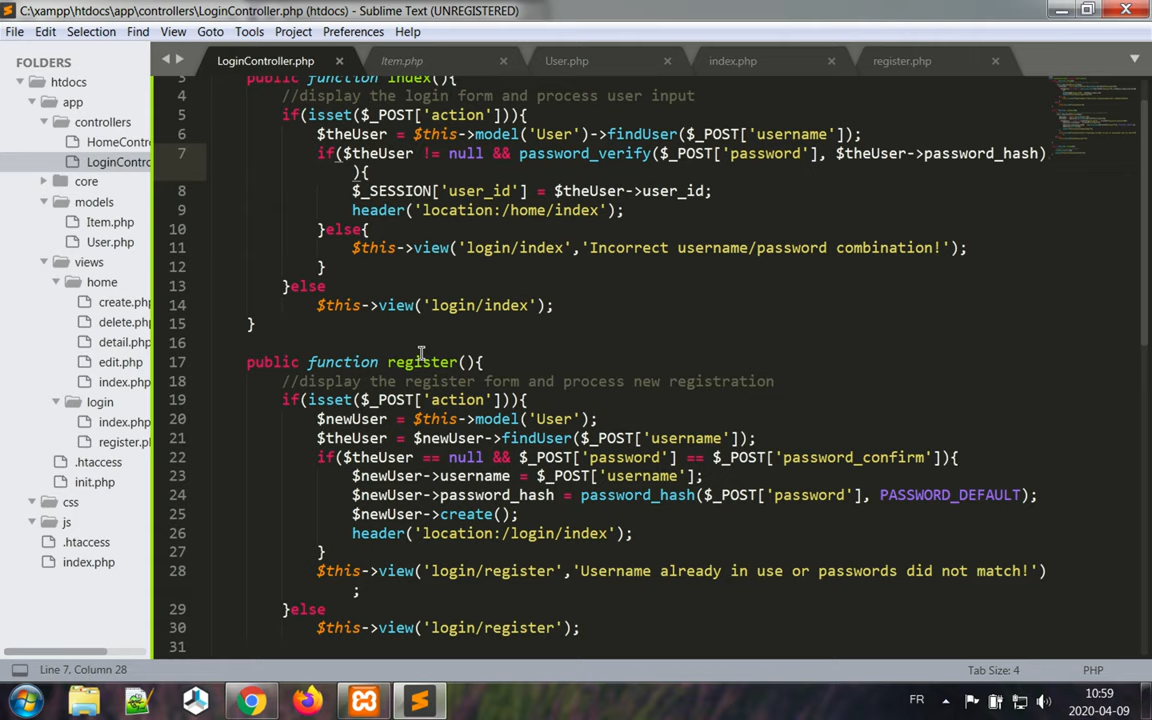 C:\xampp\htdocs\app\controllers\LoginController.php (htdocs) - Sublime Text (UNREGISTERED)
File Edit Selection Find View Goto Tools Project Preferences Help
FOLDERS
htdocs
app
controllers
HomeContro
LoginContro
core
models
Item.php
User.php
views
home
create.php
delete.php
detail.php
edit.php
index.php
login
index.php
register.ph
.htaccess
init.php
css
js
.htaccess
index.php
LoginController.php Item.php User.php index.php register.php
3 public function index(){
4 //display the login form and process user input
5 if(isset($_POST['action'])){
6 $theUser = $this->model('User')->findUser($_POST['username']);
7 if($theUser != null && password_verify($_POST['password'], $theUser->password_hash)
){
8 $_SESSION['user_id'] = $theUser->user_id;
9 header('location:/home/index');
10 }else{
11 $this->view('login/index','Incorrect username/password combination!');
12 }
13 }else
14 $this->view('login/index');
15 }
16
17 public function register(){
18 //display the register form and process new registration
19 if(isset($_POST['action'])){
20 $newUser = $this->model('User');
21 $theUser = $newUser->findUser($_POST['username']);
22 if($theUser == null && $_POST['password'] == $_POST['password_confirm']){
23 $newUser->username = $_POST['username'];
24 $newUser->password_hash = password_hash($_POST['password'], PASSWORD_DEFAULT);
25 $newUser->create();
26 header('location:/login/index');
27 }
28 $this->view('login/register','Username already in use or passwords did not match!')
;
29 }else
30 $this->view('login/register');
31
Line 7, Column 28 Tab Size: 4 PHP
FR 10:59
2020-04-09